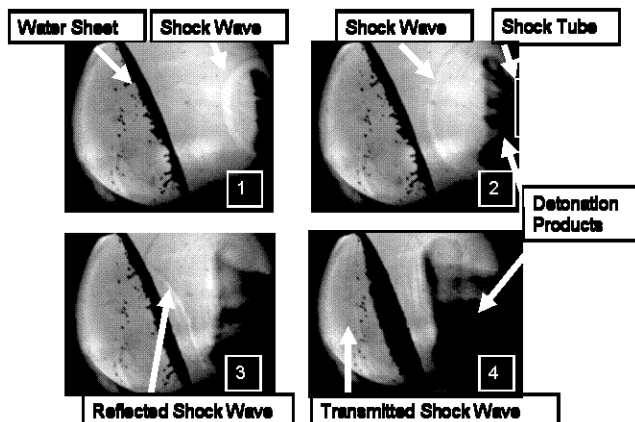 Water Sheet
Shock Wave
Shock Wave
Shock Tube
1
2
Detonation
Products
3
4
Reflected Shock Wave
Transmitted Shock Wave